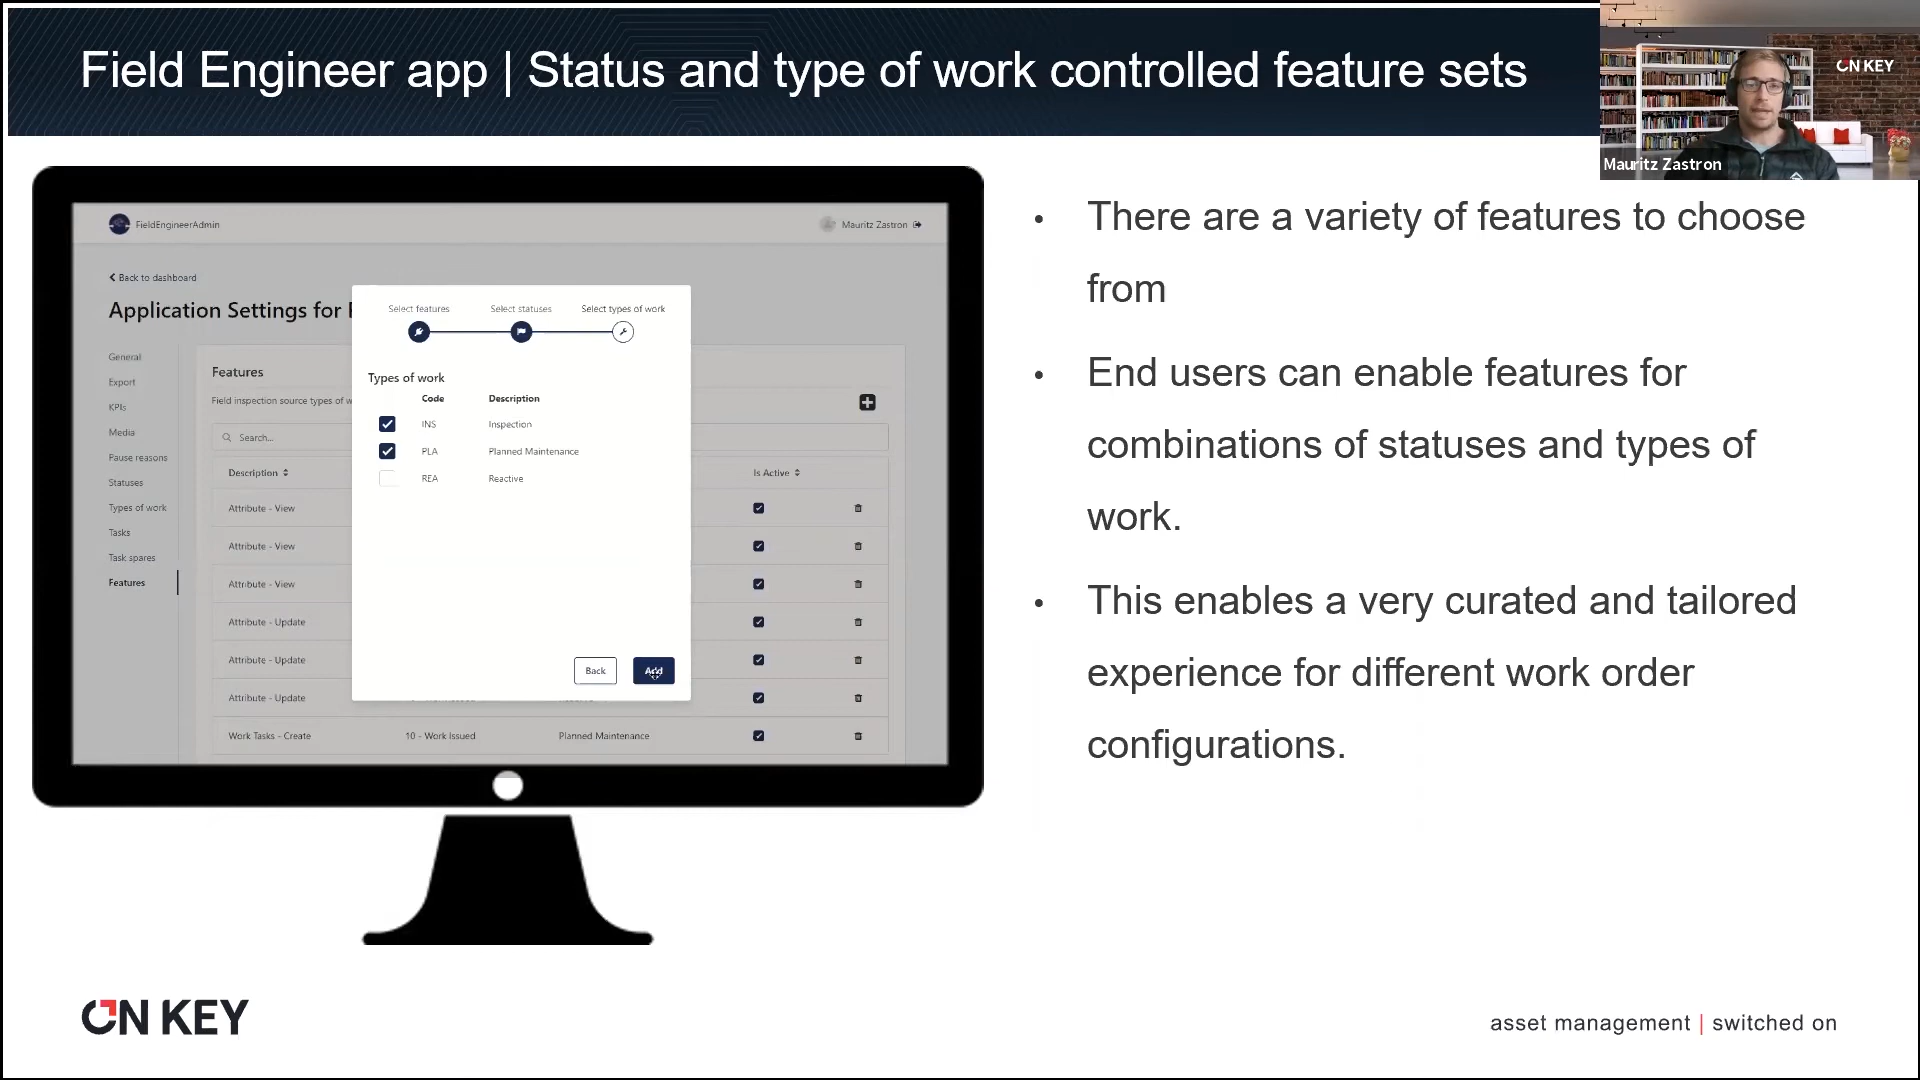 Field Engineer app | Status and type of work controlled feature sets
ON KEY
Mauritz Zastron
FieldEngineerAdmin
Mauritz Zastron
Back to dashboard
Application Settings for
General
Export
KPIs
Media
Pause reasons
Statuses
Types of work
Tasks
Task spares
Features
Features
Field inspection source types of w
Search...
Description
Is Active
Attribute - View
Attribute - View
Attribute - View
Attribute - Update
Attribute - Update
Attribute - Update
Work Tasks - Create 10 - Work Issued Planned Maintenance
Select features Select statuses Select types of work
Types of work
Code Description
INS Inspection
PLA Planned Maintenance
REA Reactive
Back Add
• There are a variety of features to choose
from
• End users can enable features for
combinations of statuses and types of
work.
• This enables a very curated and tailored
experience for different work order
configurations.
ON KEY
asset management | switched on